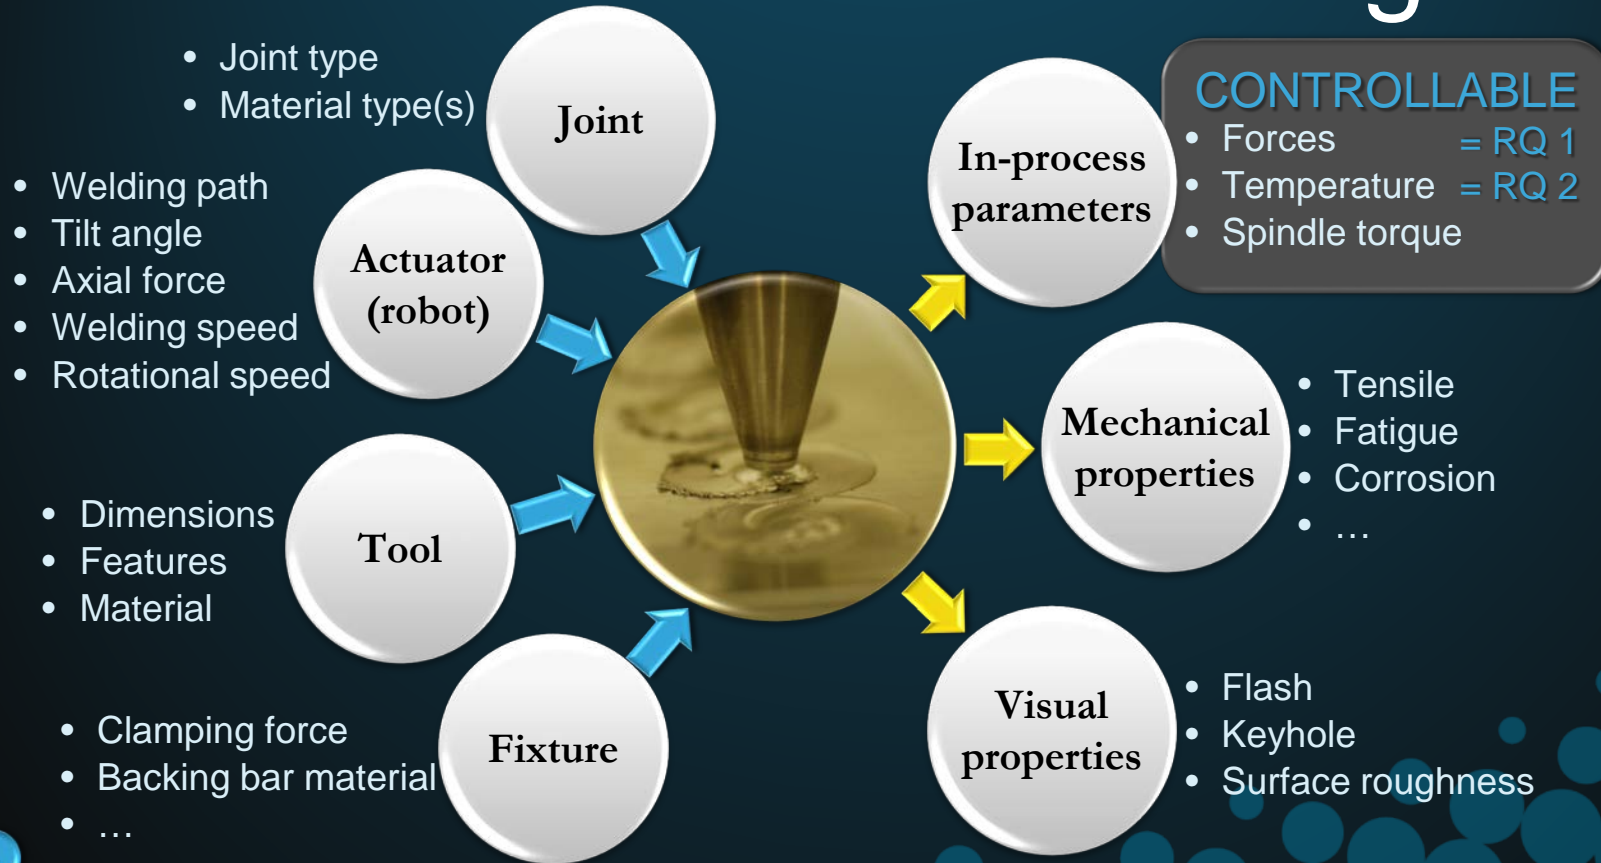 • Joint type
• Material type(s)
Joint
• Welding path
• Tilt angle
• Axial force
• Welding speed
• Rotational speed
Actuator
(robot)
• Dimensions
• Features
• Material
Tool
• Clamping force
• Backing bar material
• …
Fixture
In-process
parameters
CONTROLLABLE
• Forces = RQ 1
• Temperature = RQ 2
• Spindle torque
Mechanical
properties
• Tensile
• Fatigue
• Corrosion
• …
Visual
properties
• Flash
• Keyhole
• Surface roughness